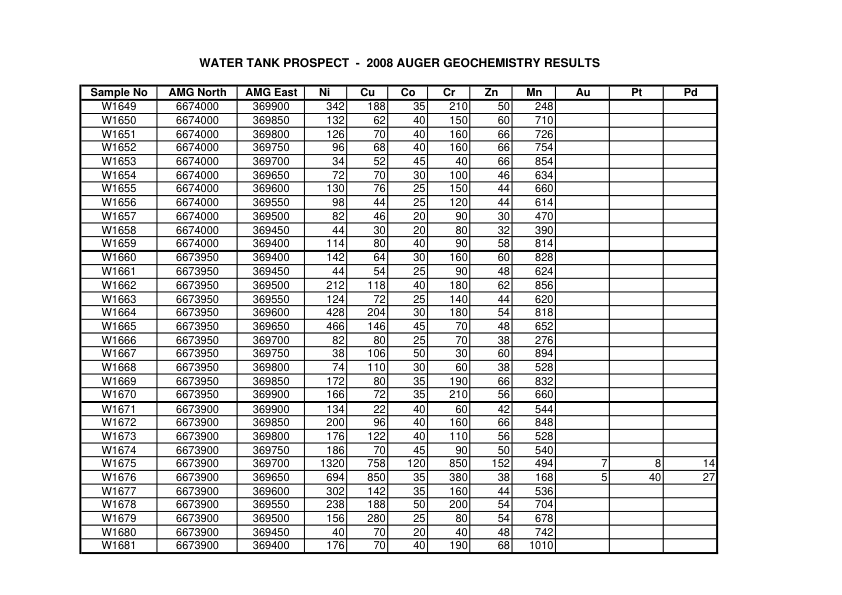 WATER TANK PROSPECT - 2008 AUGER GEOCHEMISTRY RESULTS
Sample No AMG North AMG East Ni Cu Co Cr Zn Mn Au Pt Pd
W1649 6674000 369900 342 188 35 210 50 248
W1650 6674000 369850 132 62 40 150 60 710
W1651 6674000 369800 126 70 40 160 66 726
W1652 6674000 369750 96 68 40 160 66 754
W1653 6674000 369700 34 52 45 40 66 854
W1654 6674000 369650 72 70 30 100 46 634
W1655 6674000 369600 130 76 25 150 44 660
W1656 6674000 369550 98 44 25 120 44 614
W1657 6674000 369500 82 46 20 90 30 470
W1658 6674000 369450 44 30 20 80 32 390
W1659 6674000 369400 114 80 40 90 58 814
W1660 6673950 369400 142 64 30 160 60 828
W1661 6673950 369450 44 54 25 90 48 624
W1662 6673950 369500 212 118 40 180 62 856
W1663 6673950 369550 124 72 25 140 44 620
W1664 6673950 369600 428 204 30 180 54 818
W1665 6673950 369650 466 146 45 70 48 652
W1666 6673950 369700 82 80 25 70 38 276
W1667 6673950 369750 38 106 50 30 60 894
W1668 6673950 369800 74 110 30 60 38 528
W1669 6673950 369850 172 80 35 190 66 832
W1670 6673950 369900 166 72 35 210 56 660
W1671 6673900 369900 134 22 40 60 42 544
W1672 6673900 369850 200 96 40 160 66 848
W1673 6673900 369800 176 122 40 110 56 528
W1674 6673900 369750 186 70 45 90 50 540
W1675 6673900 369700 1320 758 120 850 152 494 7 8 14
W1676 6673900 369650 694 850 35 380 38 168 5 40 27
W1677 6673900 369600 302 142 35 160 44 536
W1678 6673900 369550 238 188 50 200 54 704
W1679 6673900 369500 156 280 25 80 54 678
W1680 6673900 369450 40 70 20 40 48 742
W1681 6673900 369400 176 70 40 190 68 1010